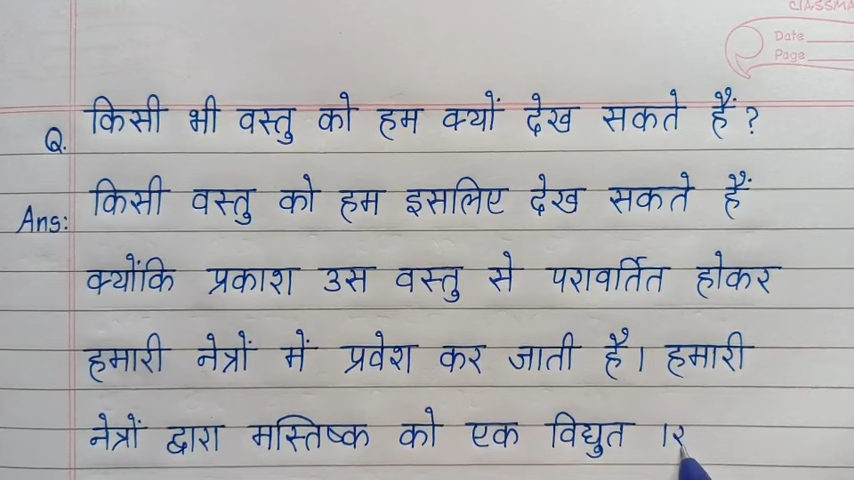 CLASSMA
Date
Page
Q. किसी भी वस्तु को हम क्यों देख सकते हैं?
Ans: किसी वस्तु को हम इसलिए देख सकते हैं
क्योंकि प्रकाश उस वस्तु से परावर्तित होकर
हमारी नेत्रों में प्रवेश कर जाती है। हमारी
नेत्रों द्वारा मस्तिष्क को एक विद्युत